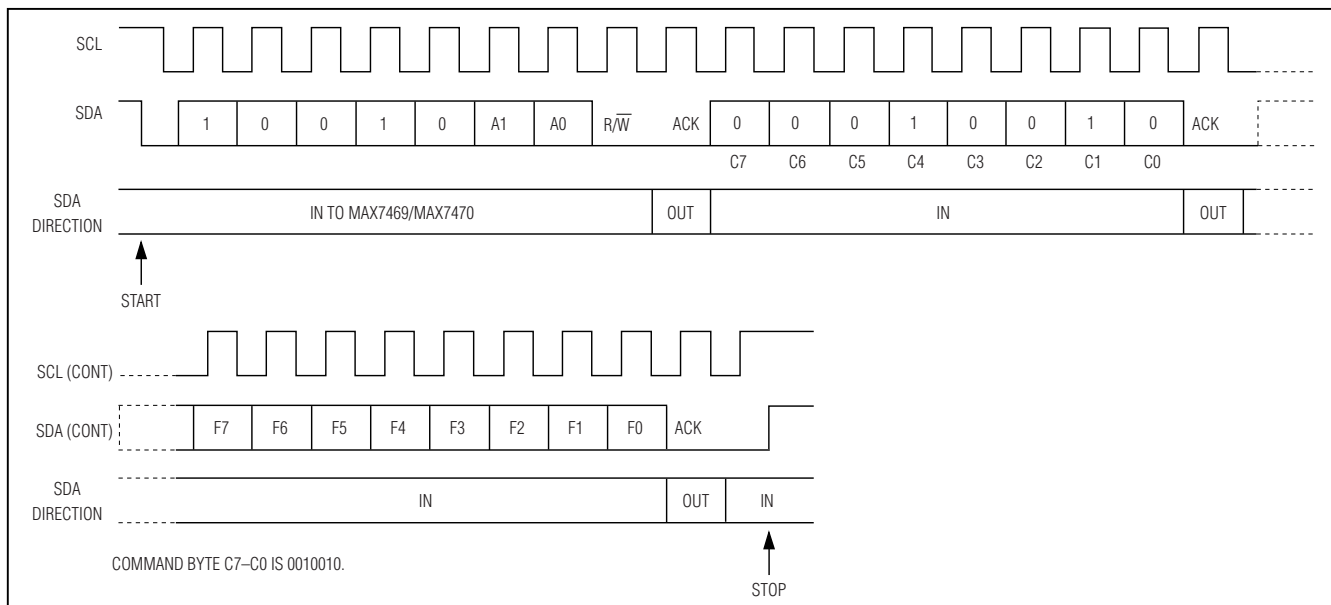 SCL
SDA 1 0 0 1 0 A1 A0 R/W̅ ACK 0 0 0 1 0 0 1 0 ACK
C7 C6 C5 C4 C3 C2 C1 C0
SDA
DIRECTION
IN TO MAX7469/MAX7470 OUT IN OUT
START
SCL (CONT)
SDA (CONT) F7 F6 F5 F4 F3 F2 F1 F0 ACK
SDA
DIRECTION
IN OUT IN
COMMAND BYTE C7–C0 IS 0010010.
STOP